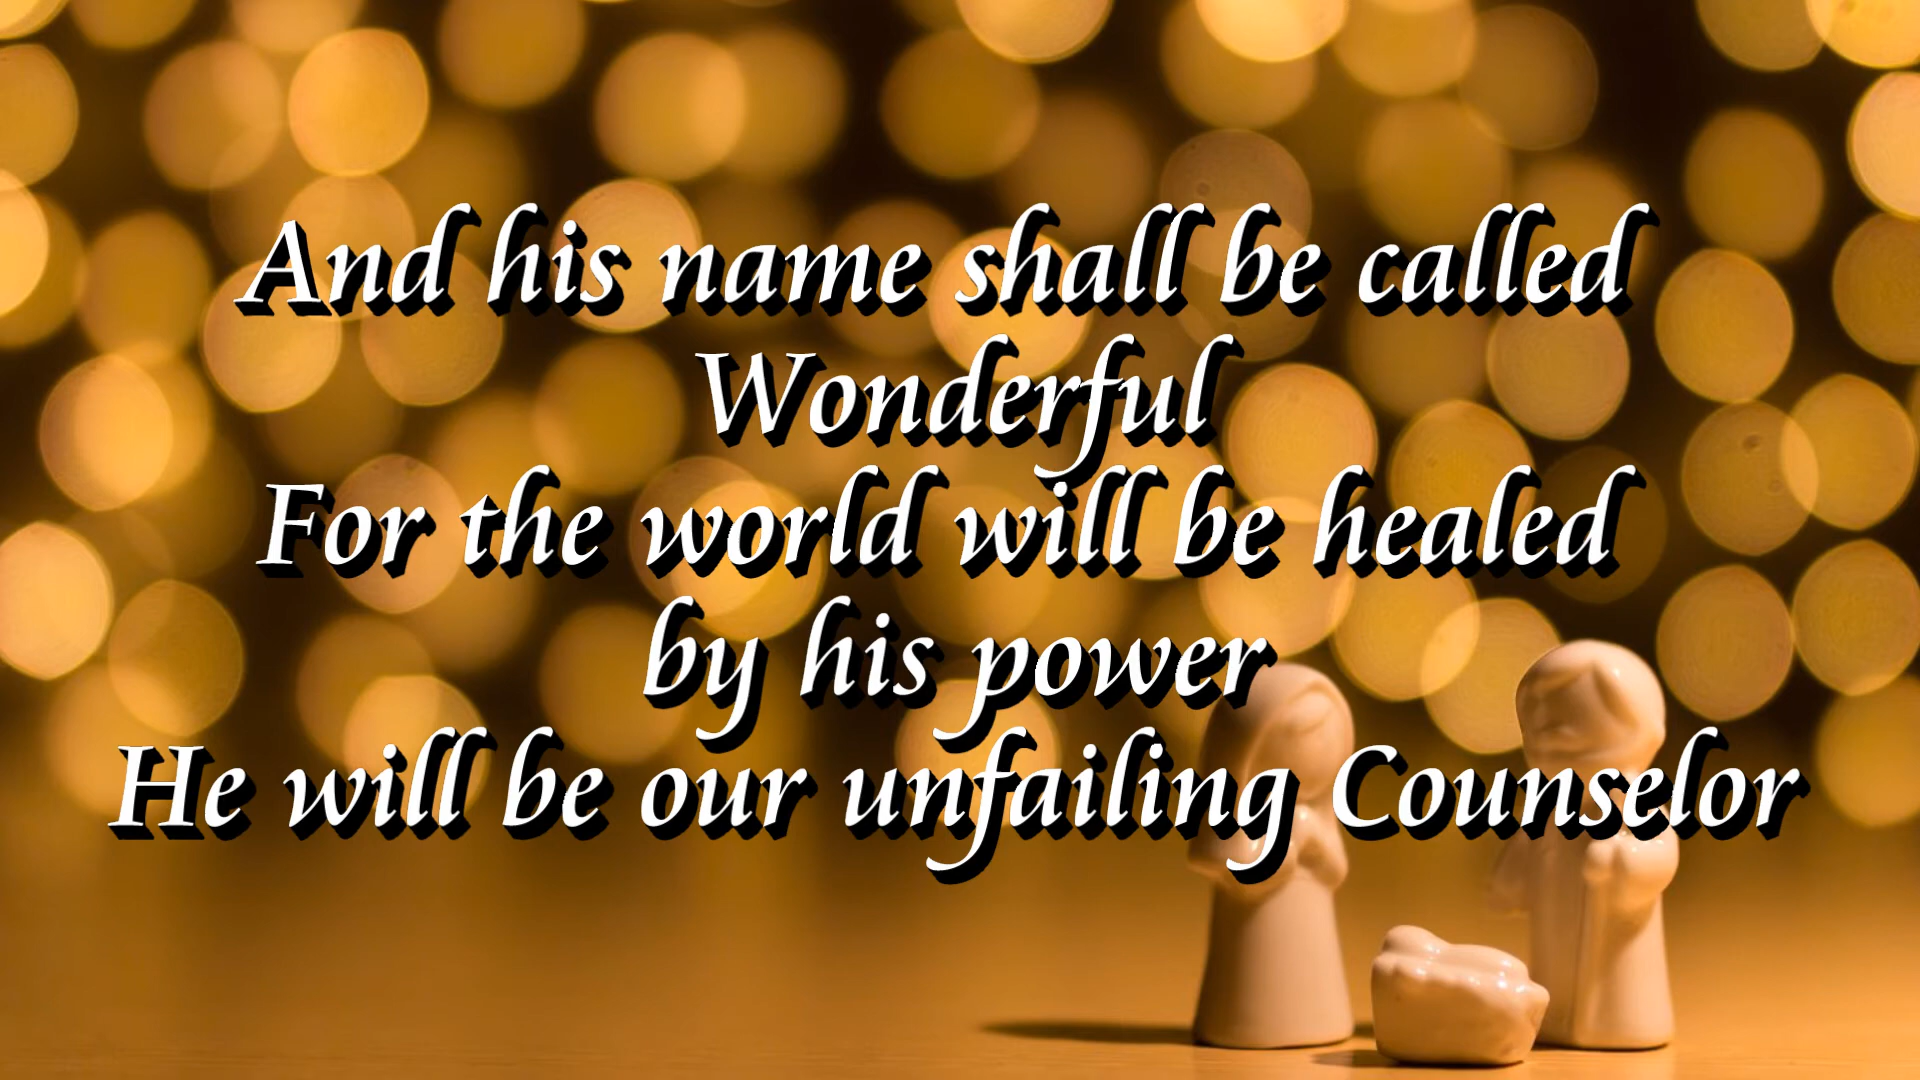 And his name shall be called
Wonderful
For the world will be healed
by his power
He will be our unfailing Counselor